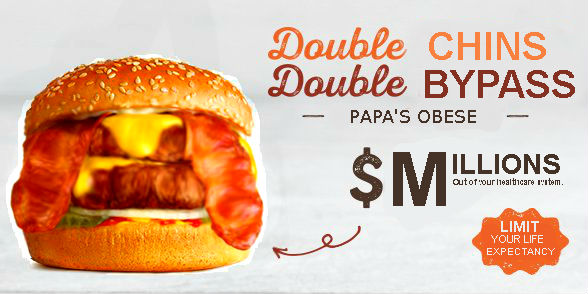 Double CHINS
Double BYPASS
PAPA'S OBESE
$MILLIONS
Out of your healthcare system.
LIMIT
YOUR LIFE
EXPECTANCY